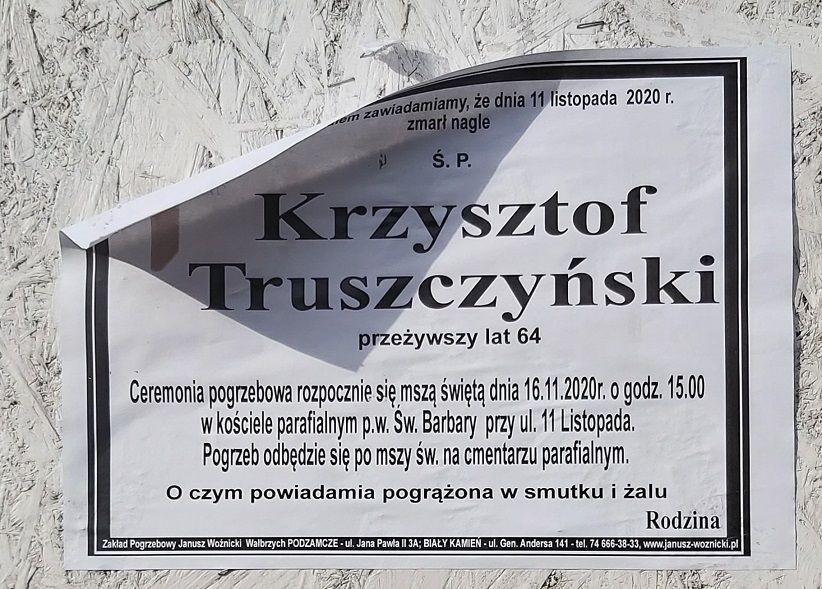 zawiadamiamy, że dnia 11 listopada 2020 r.
zmarł nagle
Ś. P.
Krzysztof
Truszczyński
przeżywszy lat 64
Ceremonia pogrzebowa rozpocznie się mszą świętą dnia 16.11.2020r. o godz. 15.00
w kościele parafialnym p.w. Św. Barbary przy ul. 11 Listopada.
Pogrzeb odbędzie się po mszy św. na cmentarzu parafialnym.
O czym powiadamia pogrążona w smutku i żalu
Rodzina
Zakład Pogrzebowy Janusz Woźnicki Wałbrzych PODZAMCZE - ul. Jana Pawła II 3A; BIAŁY KAMIEŃ - ul. Gen. Andersa 141 - tel. 74 666-38-33, www.janusz-woznicki.pl